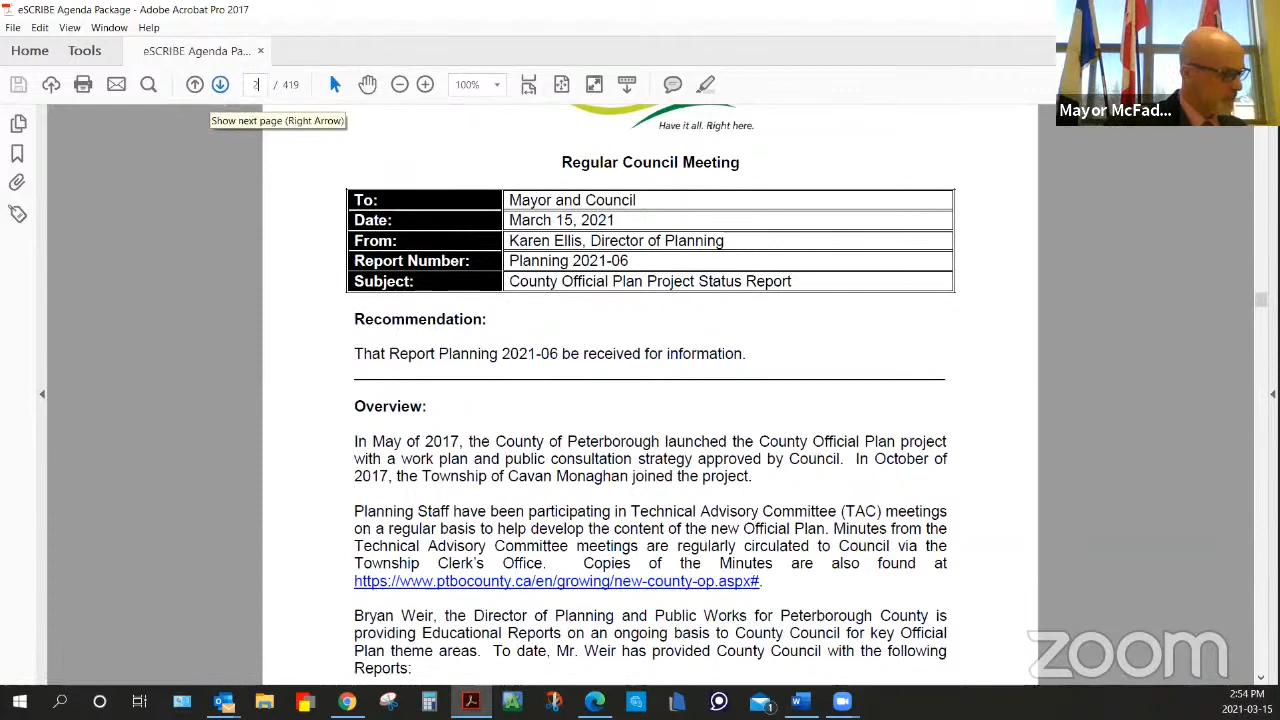 eSCRIBE Agenda Package - Adobe Acrobat Pro 2017
File Edit View Window Help
Home Tools eSCRIBE Agenda Pa... ×
2 / 419 100%
Show next page (Right Arrow)
Mayor McFad...
Have it all. Right here.
Regular Council Meeting
To: Mayor and Council
Date: March 15, 2021
From: Karen Ellis, Director of Planning
Report Number: Planning 2021-06
Subject: County Official Plan Project Status Report
Recommendation:
That Report Planning 2021-06 be received for information.
Overview:
In May of 2017, the County of Peterborough launched the County Official Plan project
with a work plan and public consultation strategy approved by Council. In October of
2017, the Township of Cavan Monaghan joined the project.
Planning Staff have been participating in Technical Advisory Committee (TAC) meetings
on a regular basis to help develop the content of the new Official Plan. Minutes from the
Technical Advisory Committee meetings are regularly circulated to Council via the
Township Clerk's Office. Copies of the Minutes are also found at
https://www.ptbocounty.ca/en/growing/new-county-op.aspx#.
Bryan Weir, the Director of Planning and Public Works for Peterborough County is
providing Educational Reports on an ongoing basis to County Council for key Official
Plan theme areas. To date, Mr. Weir has provided County Council with the following
Reports:
zoom
2:54 PM
2021-03-15